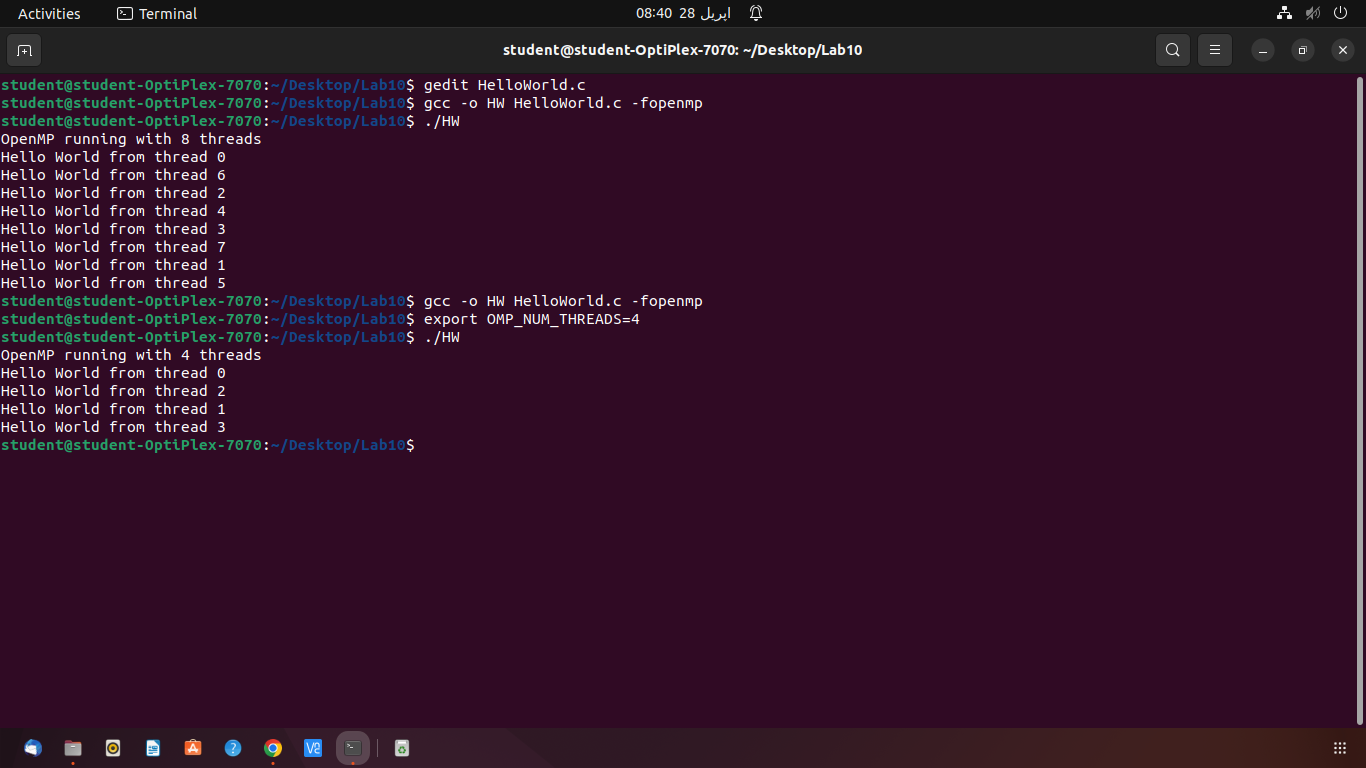 Activities
Terminal
08:40 28 اپریل
student@student-OptiPlex-7070: ~/Desktop/Lab10
student@student-OptiPlex-7070:~/Desktop/Lab10$ gedit HelloWorld.c
student@student-OptiPlex-7070:~/Desktop/Lab10$ gcc -o HW HelloWorld.c -fopenmp
student@student-OptiPlex-7070:~/Desktop/Lab10$ ./HW
OpenMP running with 8 threads
Hello World from thread 0
Hello World from thread 6
Hello World from thread 2
Hello World from thread 4
Hello World from thread 3
Hello World from thread 7
Hello World from thread 1
Hello World from thread 5
student@student-OptiPlex-7070:~/Desktop/Lab10$ gcc -o HW HelloWorld.c -fopenmp
student@student-OptiPlex-7070:~/Desktop/Lab10$ export OMP_NUM_THREADS=4
student@student-OptiPlex-7070:~/Desktop/Lab10$ ./HW
OpenMP running with 4 threads
Hello World from thread 0
Hello World from thread 2
Hello World from thread 1
Hello World from thread 3
student@student-OptiPlex-7070:~/Desktop/Lab10$